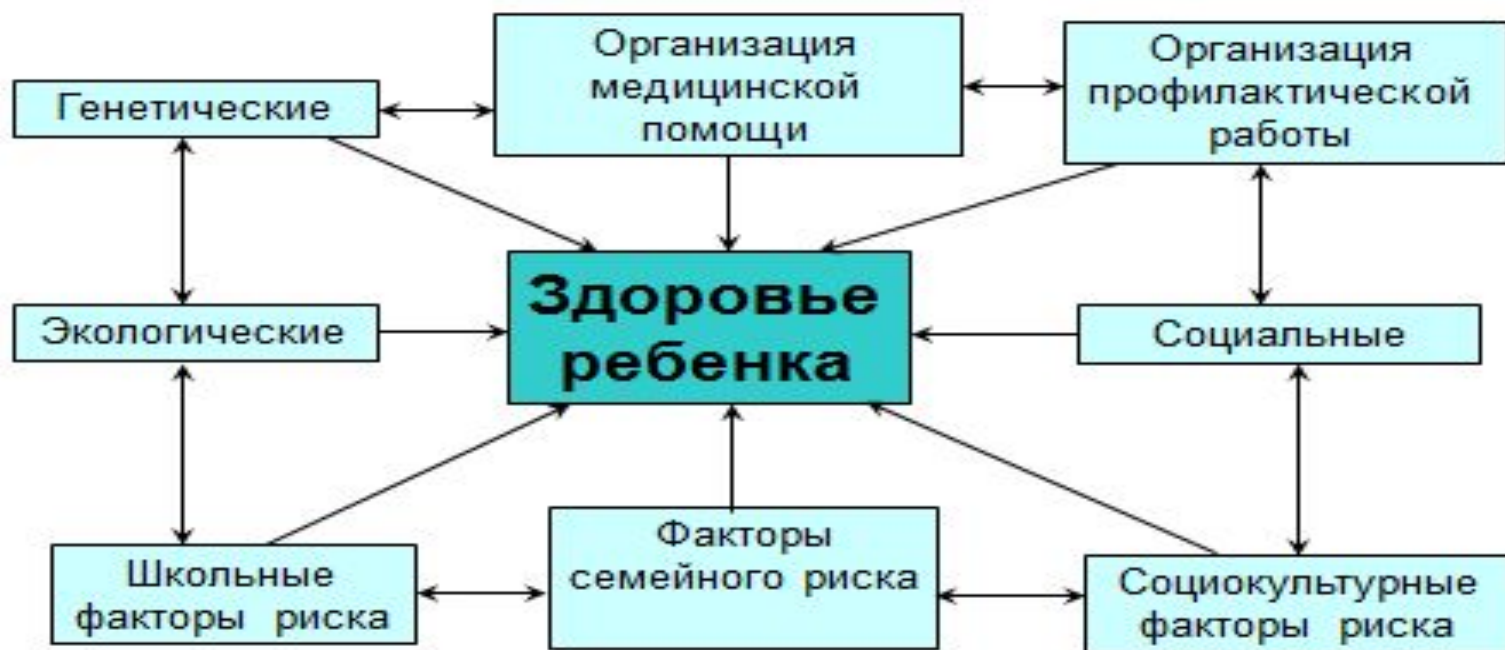 Генетические
Организация
медицинской
помощи
Организация
профилактической
работы
Экологические
Здоровье
ребенка
Социальные
Школьные
факторы риска
Факторы
семейного риска
Социокультурные
факторы риска